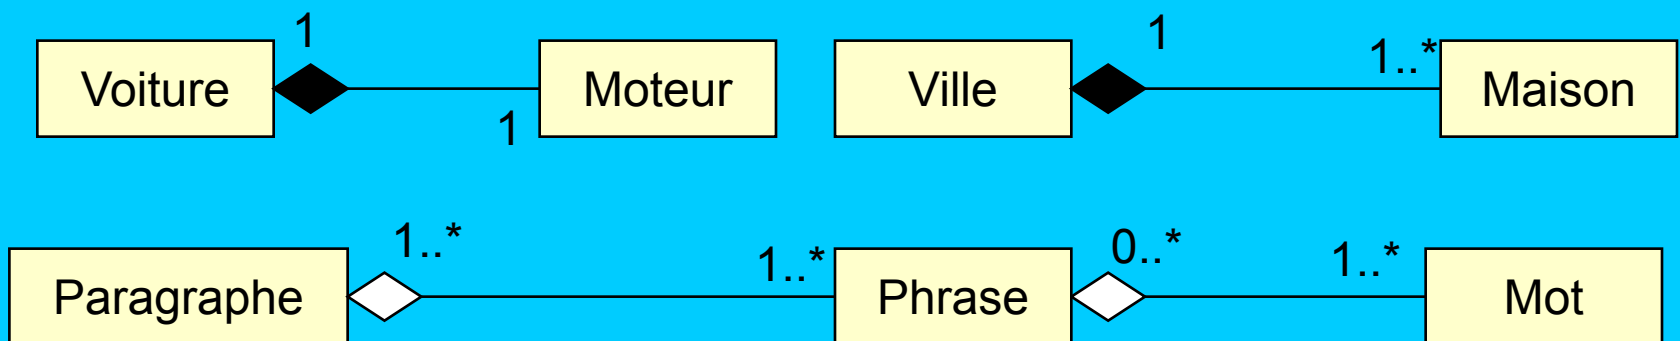 1 1
Voiture Moteur Ville Maison 1..*
1
Paragraphe 1..* 1..* Phrase 0..* 1..* Mot